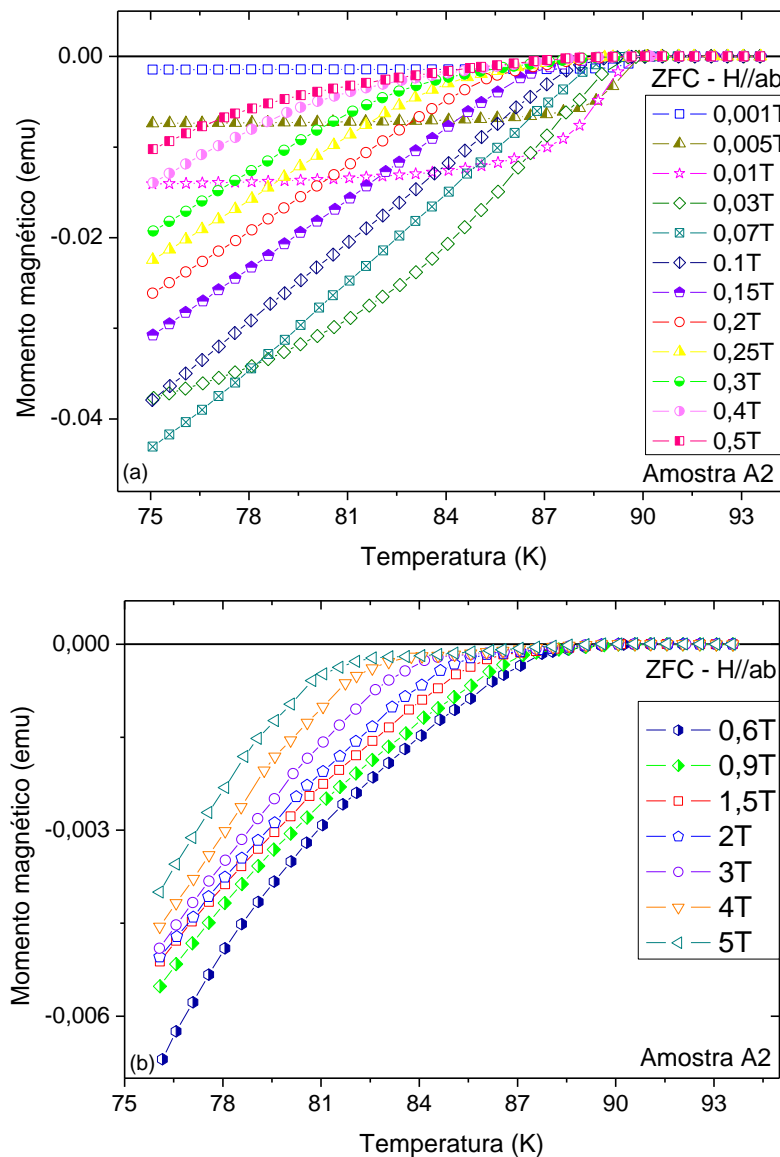 0.00
-0.02
-0.04
Momento magnético (emu)
ZFC - H//ab
0,001T
0,005T
0,01T
0,03T
0,07T
0.1T
0,15T
0,2T
0,25T
0,3T
0,4T
0,5T
(a)
Amostra A2
75 78 81 84 87 90 93
Temperatura (K)
0,000
-0,003
-0,006
Momento magnético (emu)
ZFC - H//ab
0,6T
0,9T
1,5T
2T
3T
4T
5T
(b)
Amostra A2
75 78 81 84 87 90 93
Temperatura (K)